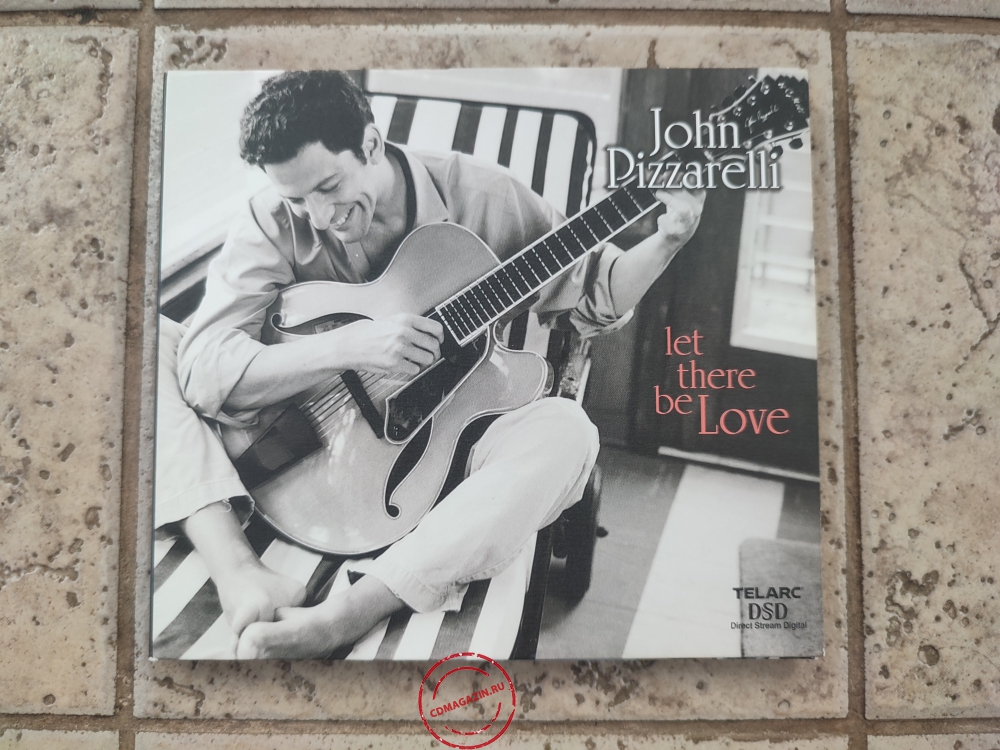 John
Pizzarelli
let
there
be Love
TELARC
DSD
Direct Stream Digital
CDMAGAZIN.RU